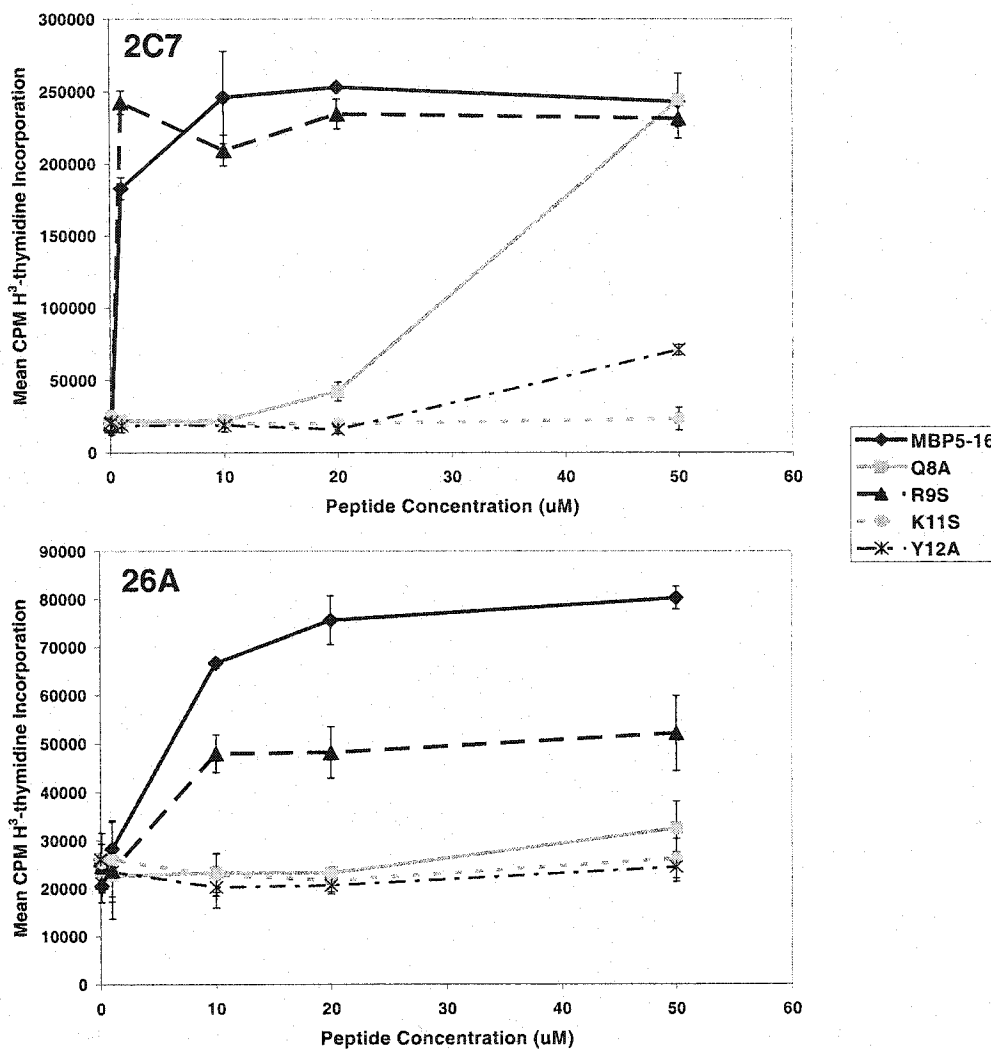 2C7
300000
250000
200000
150000
100000
50000
0
Mean CPM H³-thymidine Incorporation
0 10 20 30 40 50 60
Peptide Concentration (uM)
MBP5-16
Q8A
R9S
K11S
Y12A
26A
90000
80000
70000
60000
50000
40000
30000
20000
10000
0
Mean CPM H³-thymidine Incorporation
0 10 20 30 40 50 60
Peptide Concentration (uM)